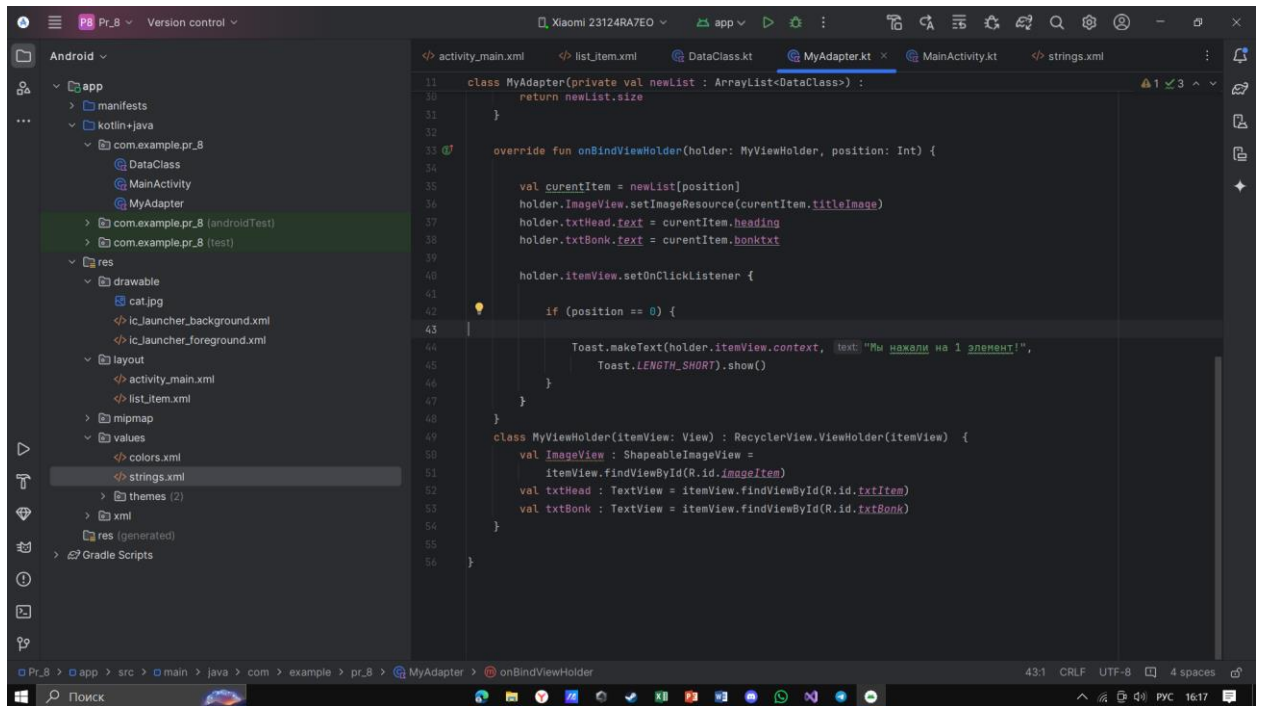 PB Pr_8 Version control Xiaomi 23124RA7EO app
Android
activity_main.xml list_item.xml DataClass.kt MyAdapter.kt MainActivity.kt strings.xml
app
manifests
kotlin+java
com.example.pr_8
DataClass
MainActivity
MyAdapter
com.example.pr_8 (androidTest)
com.example.pr_8 (test)
res
drawable
cat.jpg
ic_launcher_background.xml
ic_launcher_foreground.xml
layout
activity_main.xml
list_item.xml
mipmap
values
colors.xml
strings.xml
themes (2)
xml
res (generated)
Gradle Scripts
11 class MyAdapter(private val newList : ArrayList<DataClass>) : 1 3
30 return newList.size
31 }
32
33 override fun onBindViewHolder(holder: MyViewHolder, position: Int) {
34
35 val curentItem = newList[position]
36 holder.ImageView.setImageResource(curentItem.titleImage)
37 holder.txtHead.text = curentItem.heading
38 holder.txtBonk.text = curentItem.bonktxt
39
40 holder.itemView.setOnClickListener {
41
42 if (position == 0) {
43
44 Toast.makeText(holder.itemView.context, text: "Мы нажали на 1 элемент!",
45 Toast.LENGTH_SHORT).show()
46 }
47 }
48 }
49 class MyViewHolder(itemView: View) : RecyclerView.ViewHolder(itemView) {
50 val ImageView : ShapeableImageView =
51 itemView.findViewById(R.id.imageItem)
52 val txtHead : TextView = itemView.findViewById(R.id.txtItem)
53 val txtBonk : TextView = itemView.findViewById(R.id.txtBonk)
54 }
55
56 }
Pr_8 > app > src > main > java > com > example > pr_8 > MyAdapter > onBindViewHolder 43:1 CRLF UTF-8 4 spaces
Поиск РУС 16:17